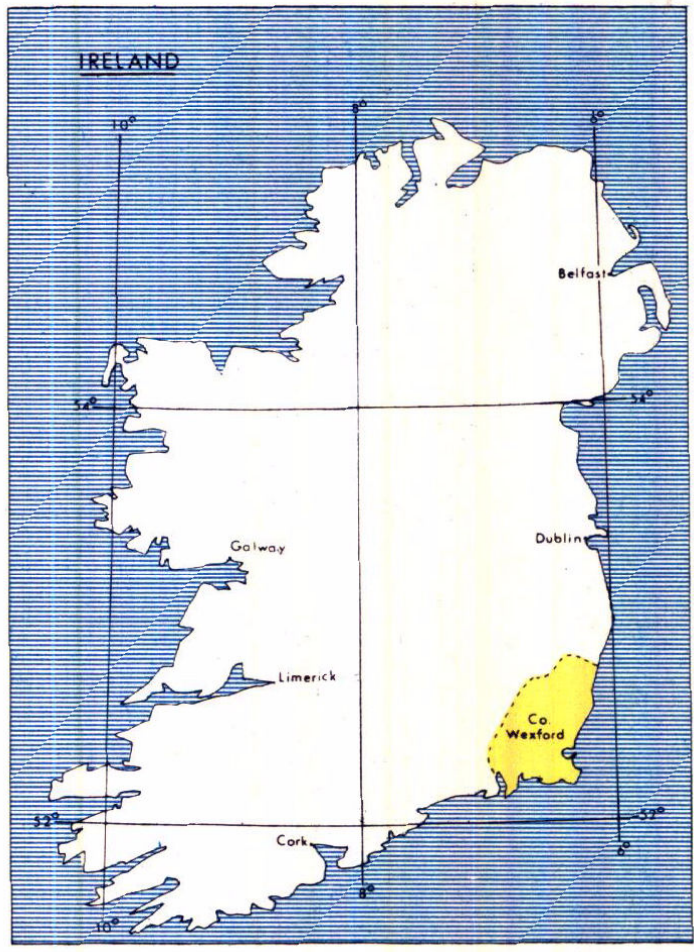 IRELAND
10°
8°
6°
Belfast
54°
54°
Galway
Dublin
Limerick
Co.
Wexford
52°
52°
Cork
6°
8°
10°